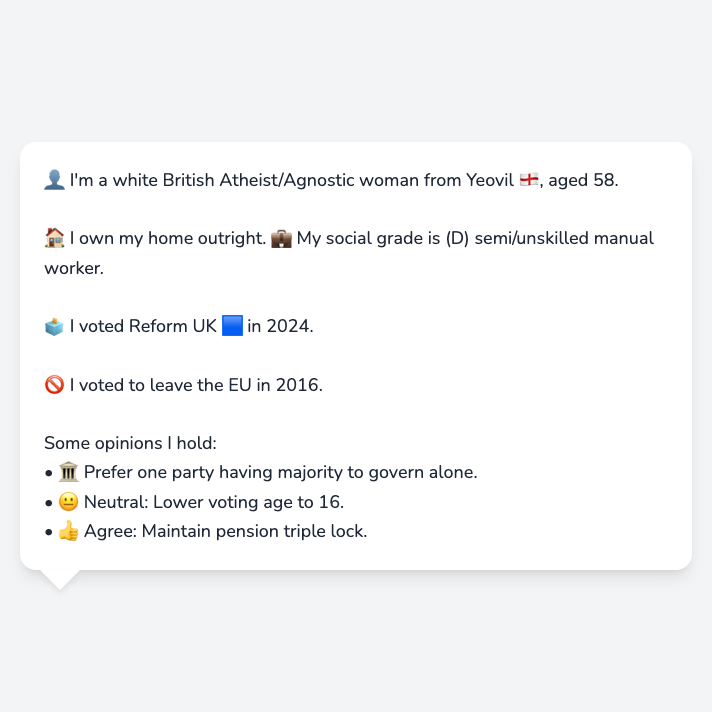 👤 I'm a white British Atheist/Agnostic woman from Yeovil 🏴󠁧󠁢󠁥󠁮󠁧󠁿, aged 58.
🏠 I own my home outright. 💼 My social grade is (D) semi/unskilled manual
worker.
🗳️ I voted Reform UK 🟦 in 2024.
🚫 I voted to leave the EU in 2016.
Some opinions I hold:
• 🏛️ Prefer one party having majority to govern alone.
• 😐 Neutral: Lower voting age to 16.
• 👍 Agree: Maintain pension triple lock.